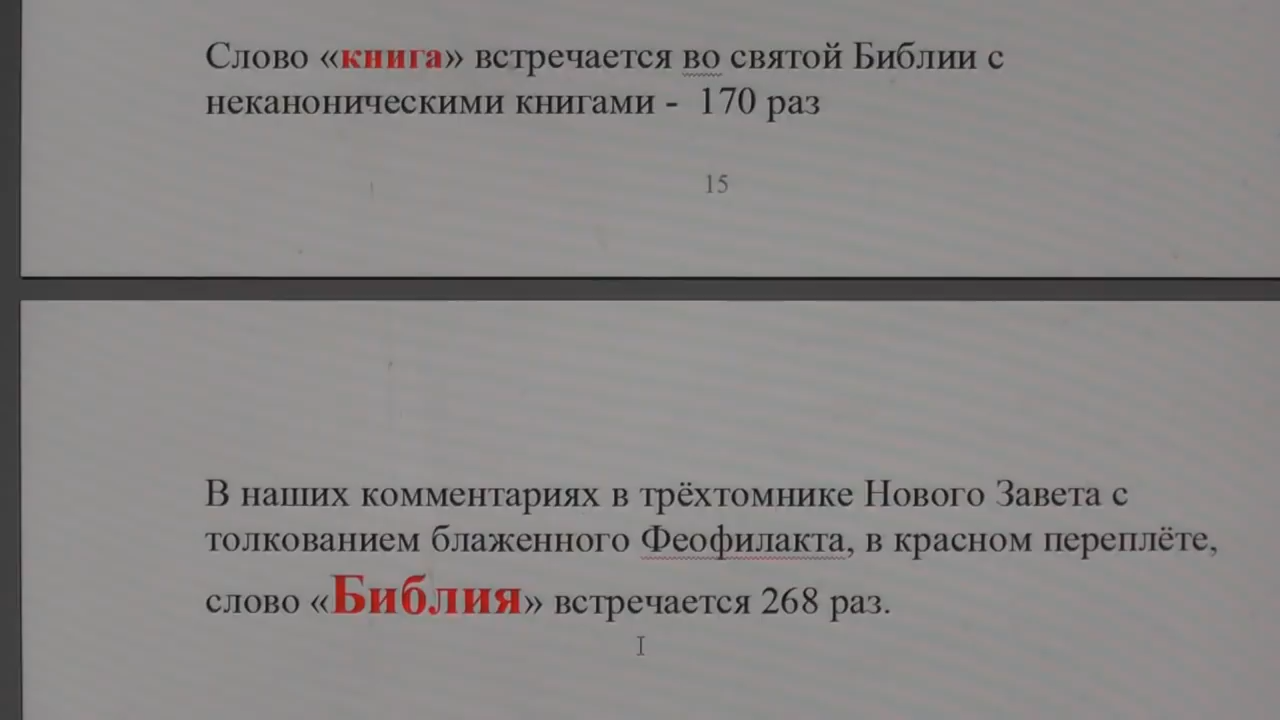 Слово «книга» встречается во святой Библии с
неканоническими книгами - 170 раз
15
В наших комментариях в трёхтомнике Нового Завета с
толкованием блаженного Феофилакта, в красном переплёте,
слово «Библия» встречается 268 раз.